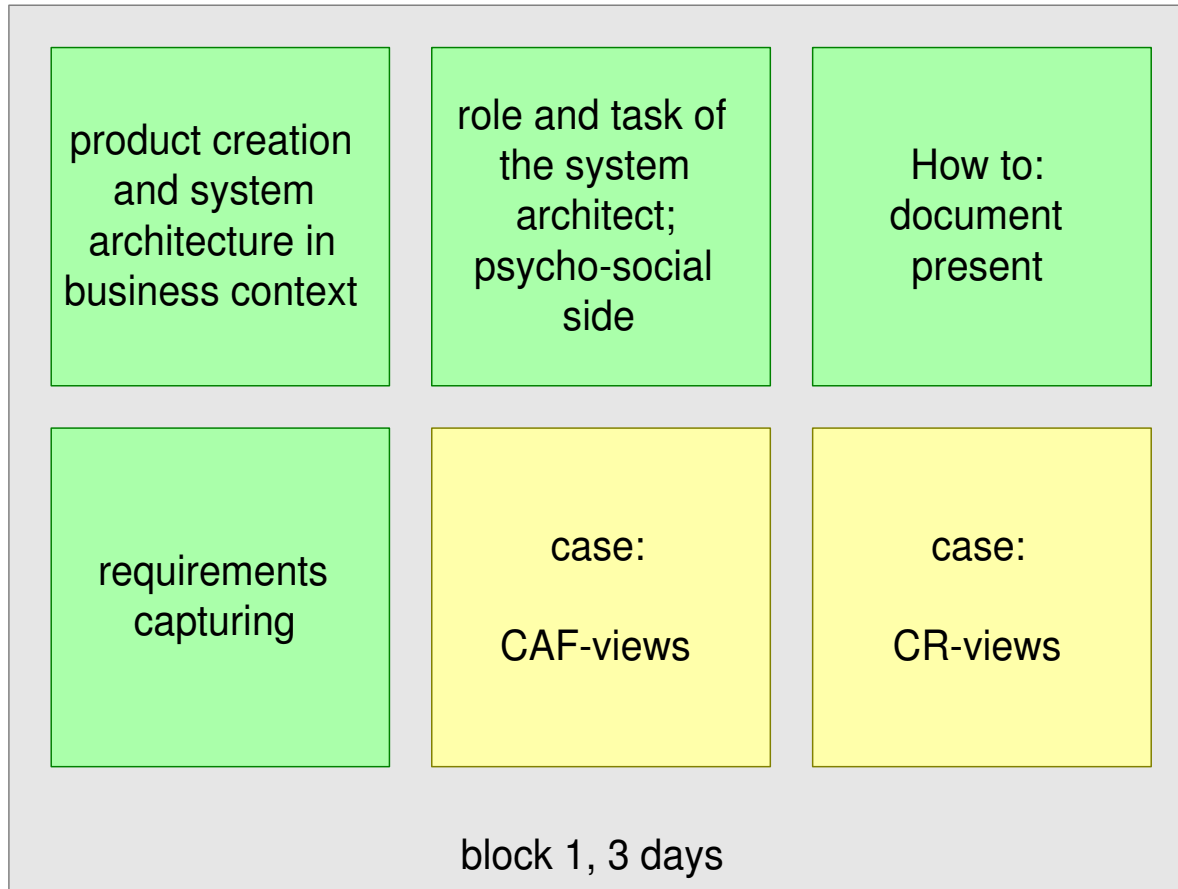 product creation
and system
architecture in
business context
role and task of
the system
architect;
psycho-social
side
How to:
document
present
requirements
capturing
case:
CAF-views
case:
CR-views
block 1, 3 days